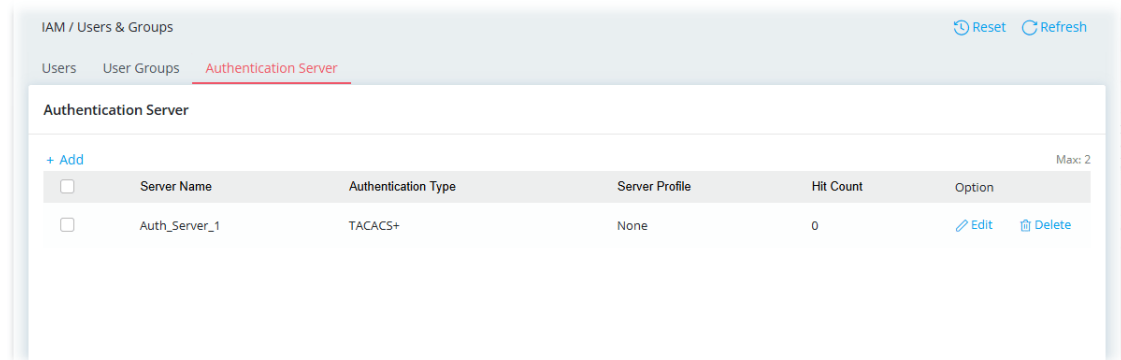 IAM / Users & Groups Reset Refresh
Users User Groups Authentication Server
Authentication Server
+ Add Max: 2
Server Name Authentication Type Server Profile Hit Count Option
Auth_Server_1 TACACS+ None 0 Edit Delete